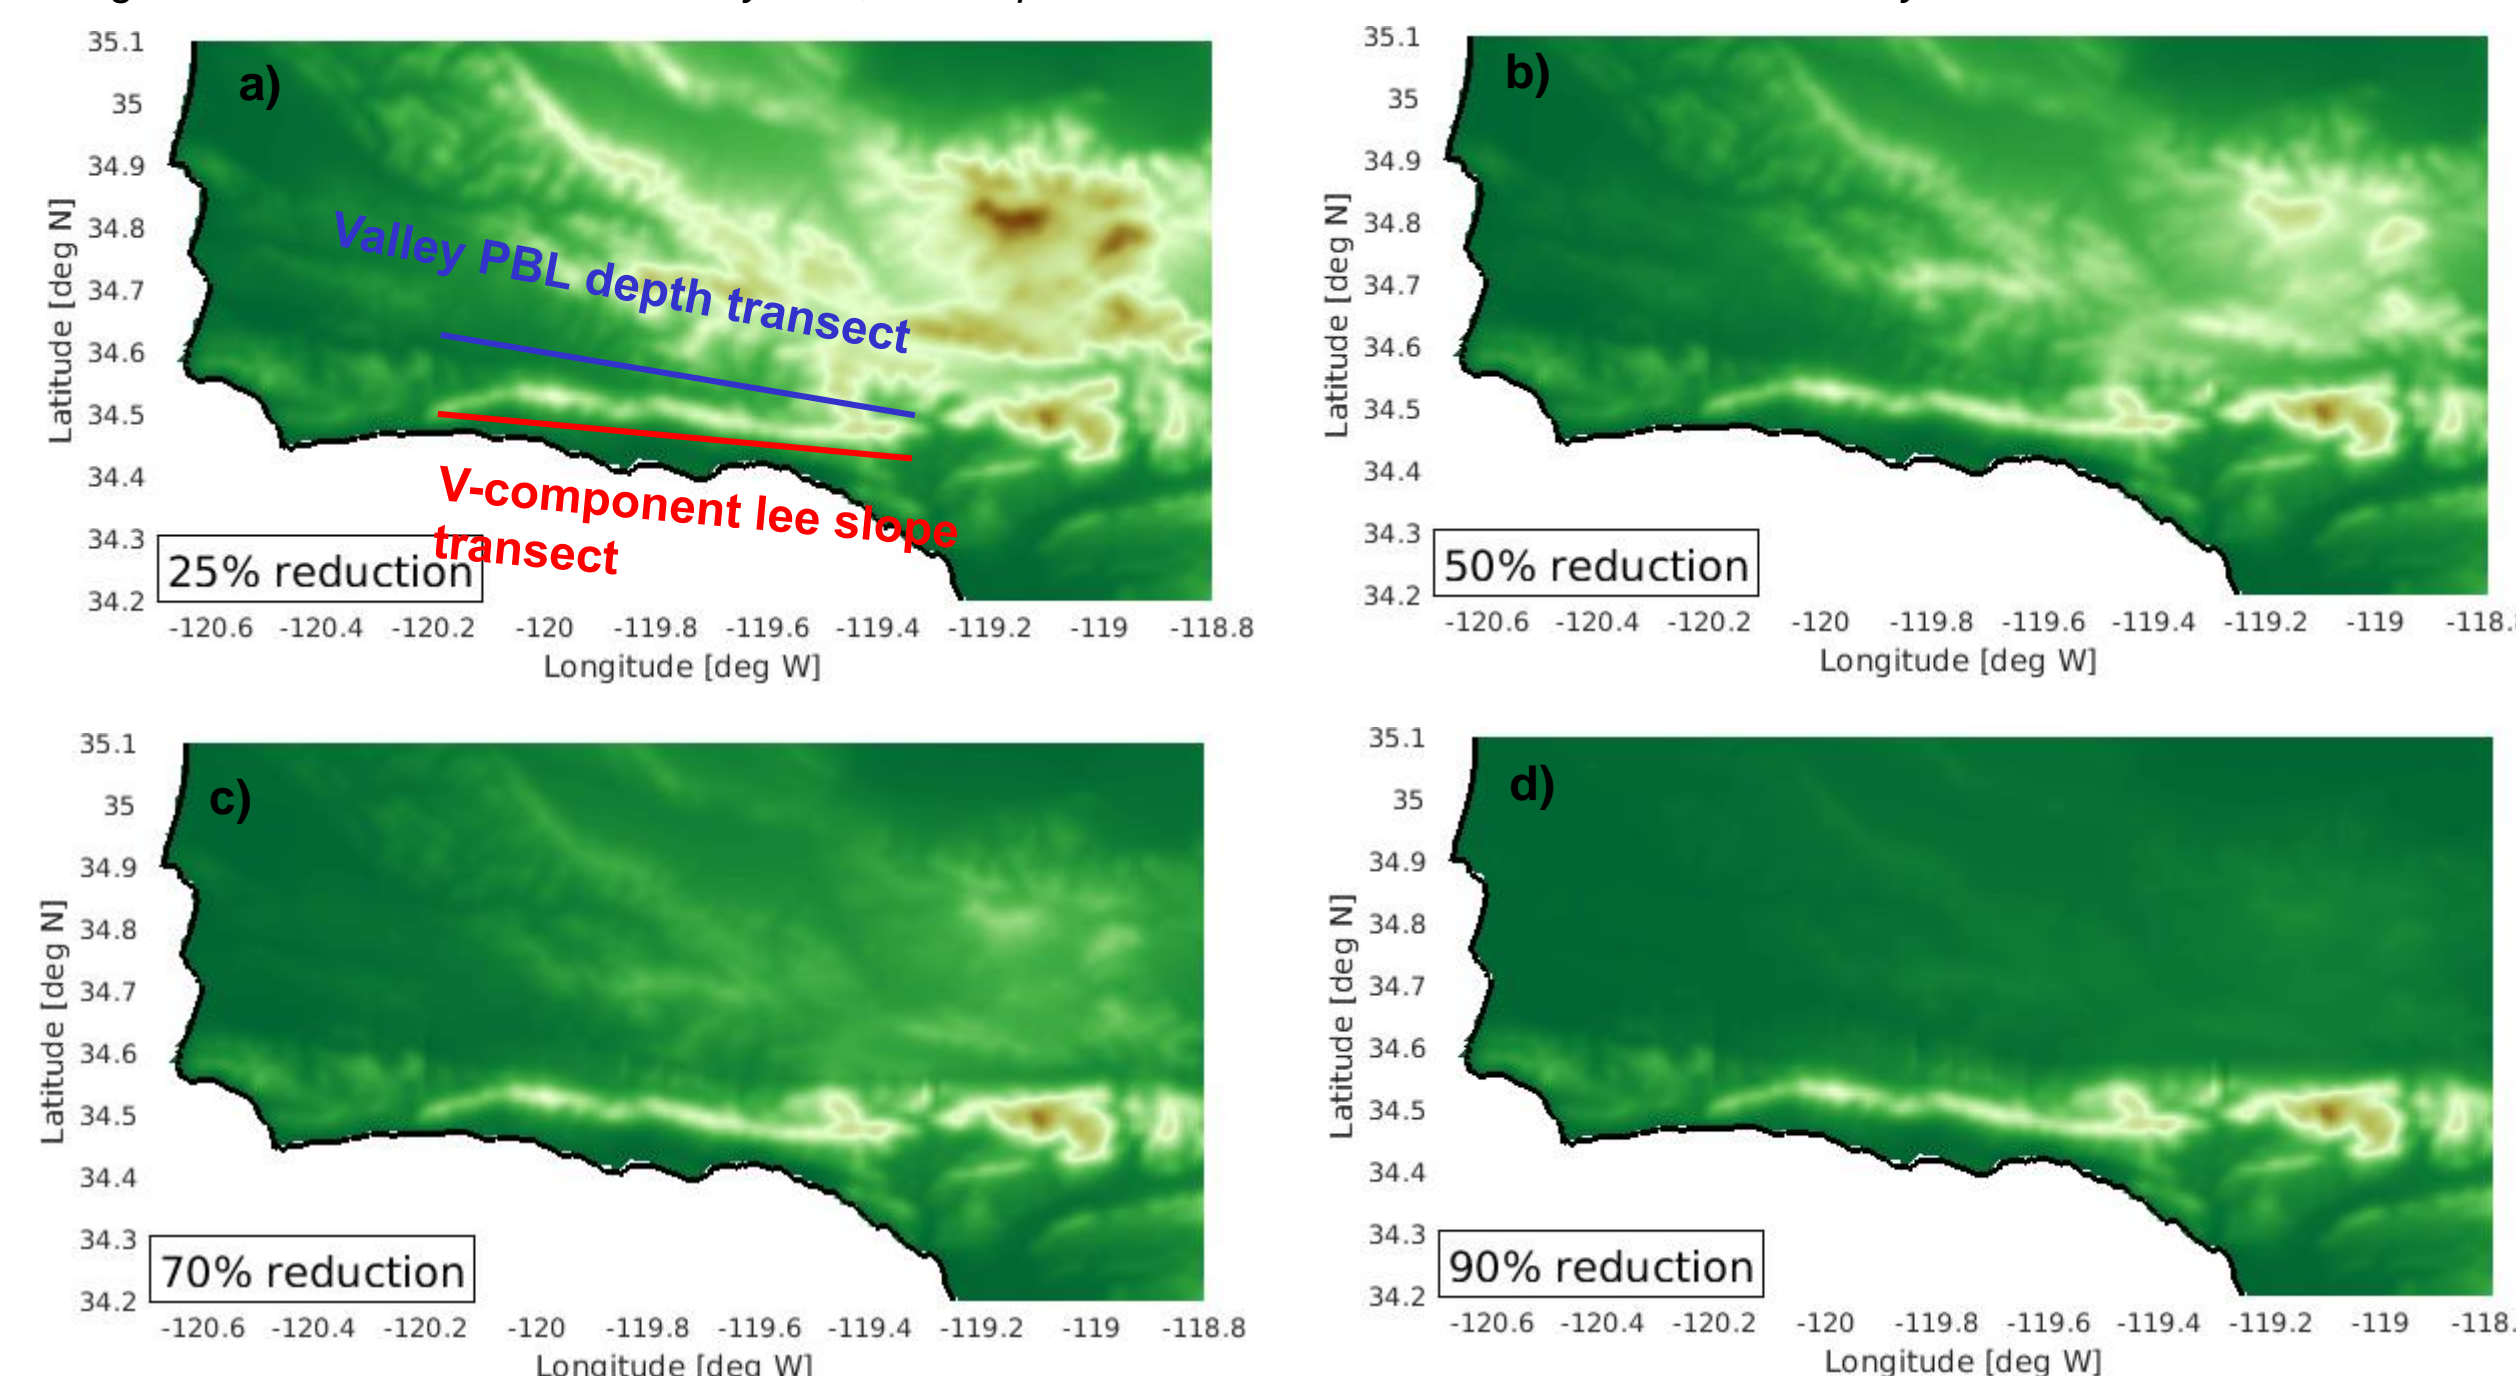 a)
35.1
35
34.9
34.8
34.7
34.6
34.5
34.4
34.3
34.2
Latitude [deg N]
Valley PBL depth transect
V-component lee slope
transect
25% reduction
-120.6 -120.4 -120.2 -120 -119.8 -119.6 -119.4 -119.2 -119 -118.8
Longitude [deg W]
b)
35.1
35
34.9
34.8
34.7
34.6
34.5
34.4
34.3
34.2
Latitude [deg N]
50% reduction
-120.6 -120.4 -120.2 -120 -119.8 -119.6 -119.4 -119.2 -119
Longitude [deg W]
c)
35.1
35
34.9
34.8
34.7
34.6
34.5
34.4
34.3
34.2
Latitude [deg N]
70% reduction
-120.6 -120.4 -120.2 -120 -119.8 -119.6 -119.4 -119.2 -119 -118.8
Longitude [deg W]
d)
35.1
35
34.9
34.8
34.7
34.6
34.5
34.4
34.3
34.2
Latitude [deg N]
90% reduction
-120.6 -120.4 -120.2 -120 -119.8 -119.6 -119.4 -119.2 -119
Longitude [deg W]